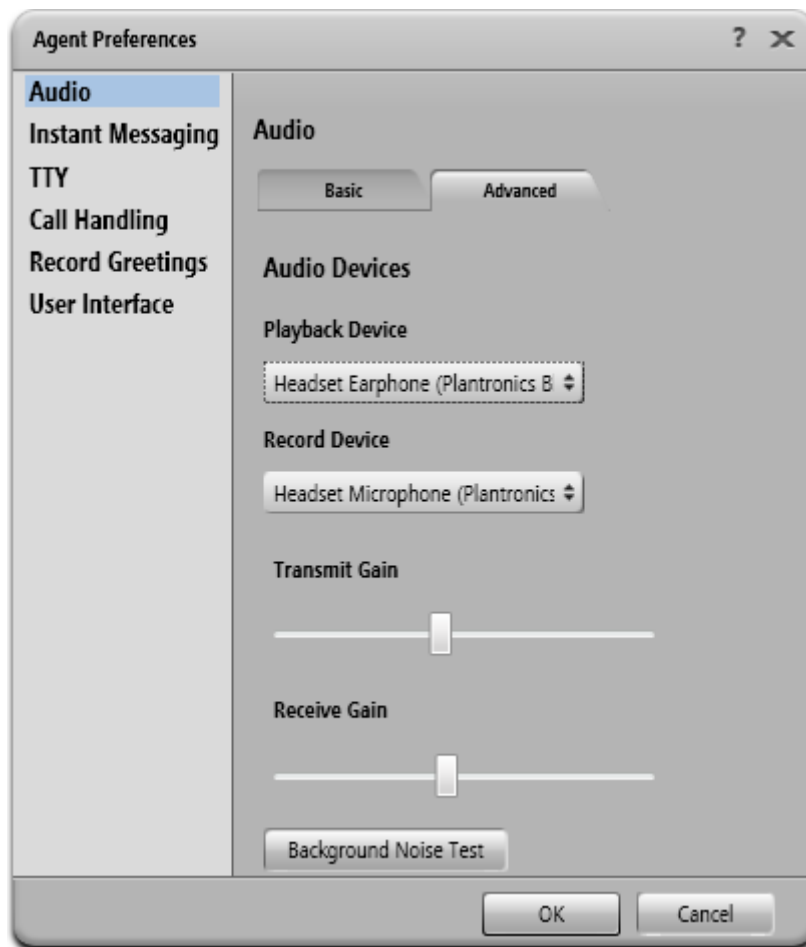 Agent Preferences
?
Audio
Instant Messaging
TTY
Call Handling
Record Greetings
User Interface
Audio
Basic
Advanced
Audio Devices
Playback Device
Headset Earphone (Plantronics B
Record Device
Headset Microphone (Plantronics
Transmit Gain
Receive Gain
Background Noise Test
OK
Cancel